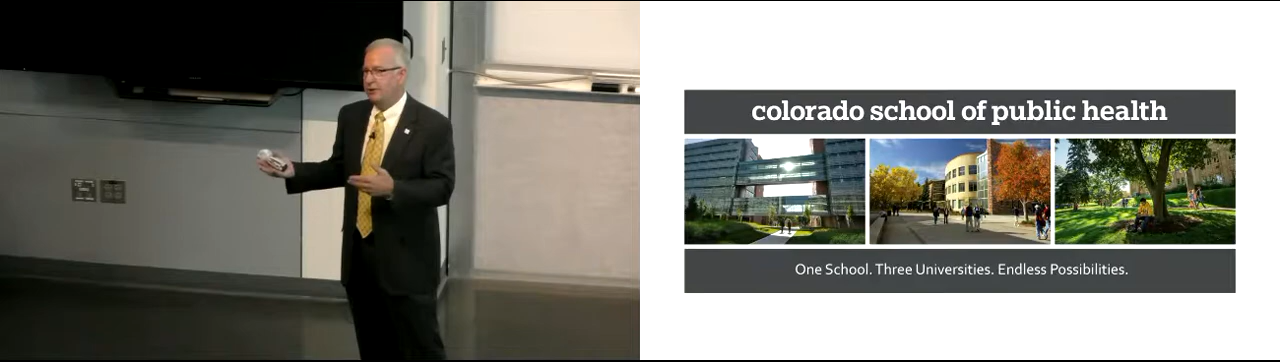 colorado school of public health
One School. Three Universities. Endless Possibilities.